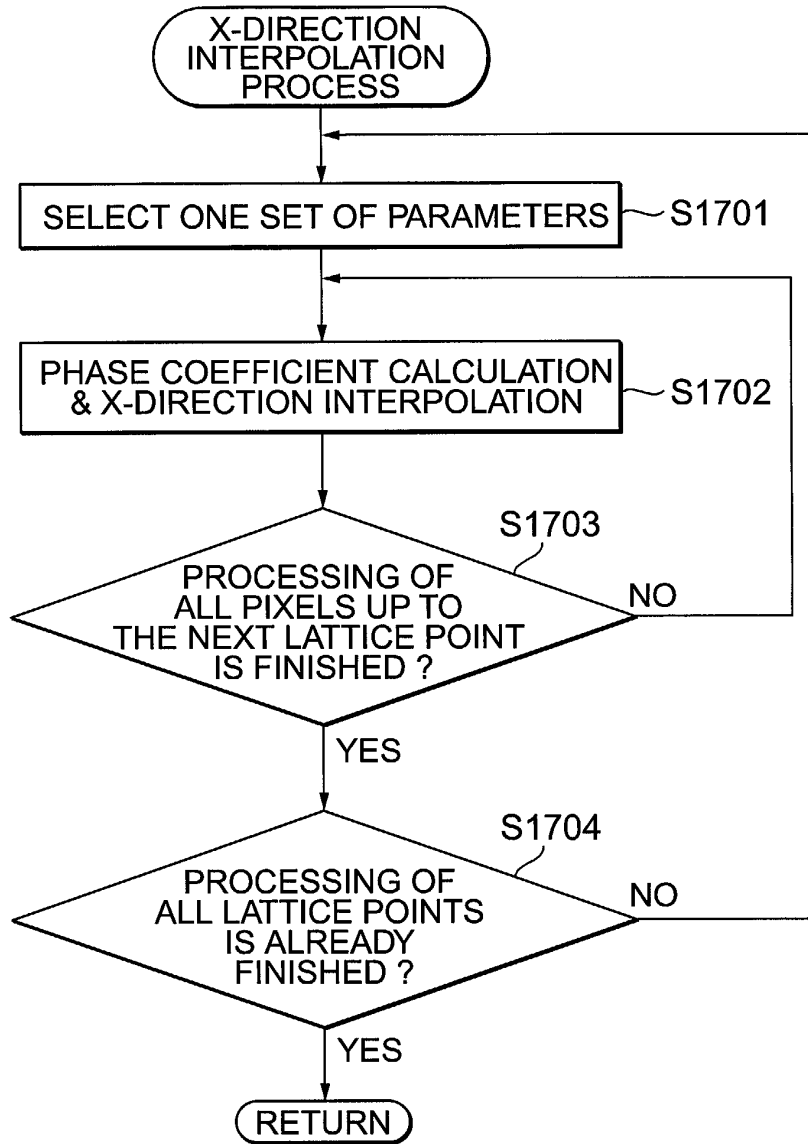 X-DIRECTION
INTERPOLATION
PROCESS
SELECT ONE SET OF PARAMETERS
S1701
PHASE COEFFICIENT CALCULATION
& X-DIRECTION INTERPOLATION
S1702
S1703
PROCESSING OF
ALL PIXELS UP TO
THE NEXT LATTICE POINT
IS FINISHED ?
NO
YES
S1704
PROCESSING OF
ALL LATTICE POINTS
IS ALREADY
FINISHED ?
NO
YES
RETURN